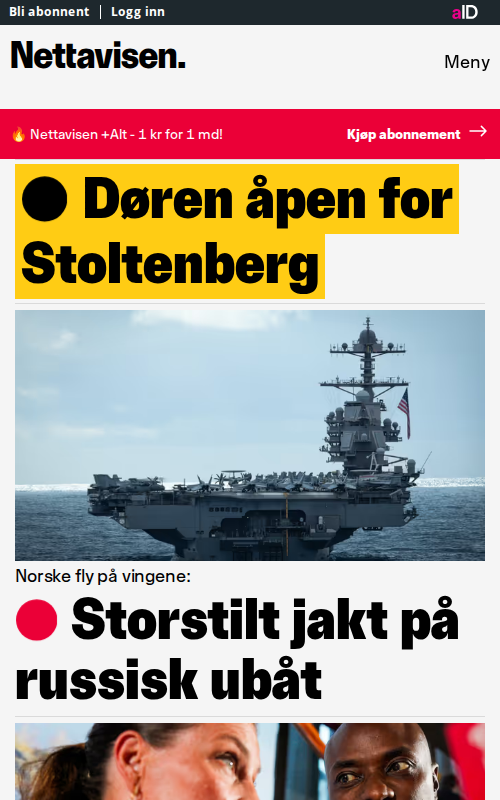 Bli abonnent | Logg inn
aID
Nettavisen.
Meny
🔥 Nettavisen +Alt - 1 kr for 1 md!
Kjøp abonnement →
Døren åpen for
Stoltenberg
Norske fly på vingene:
Storstilt jakt på
russisk ubåt